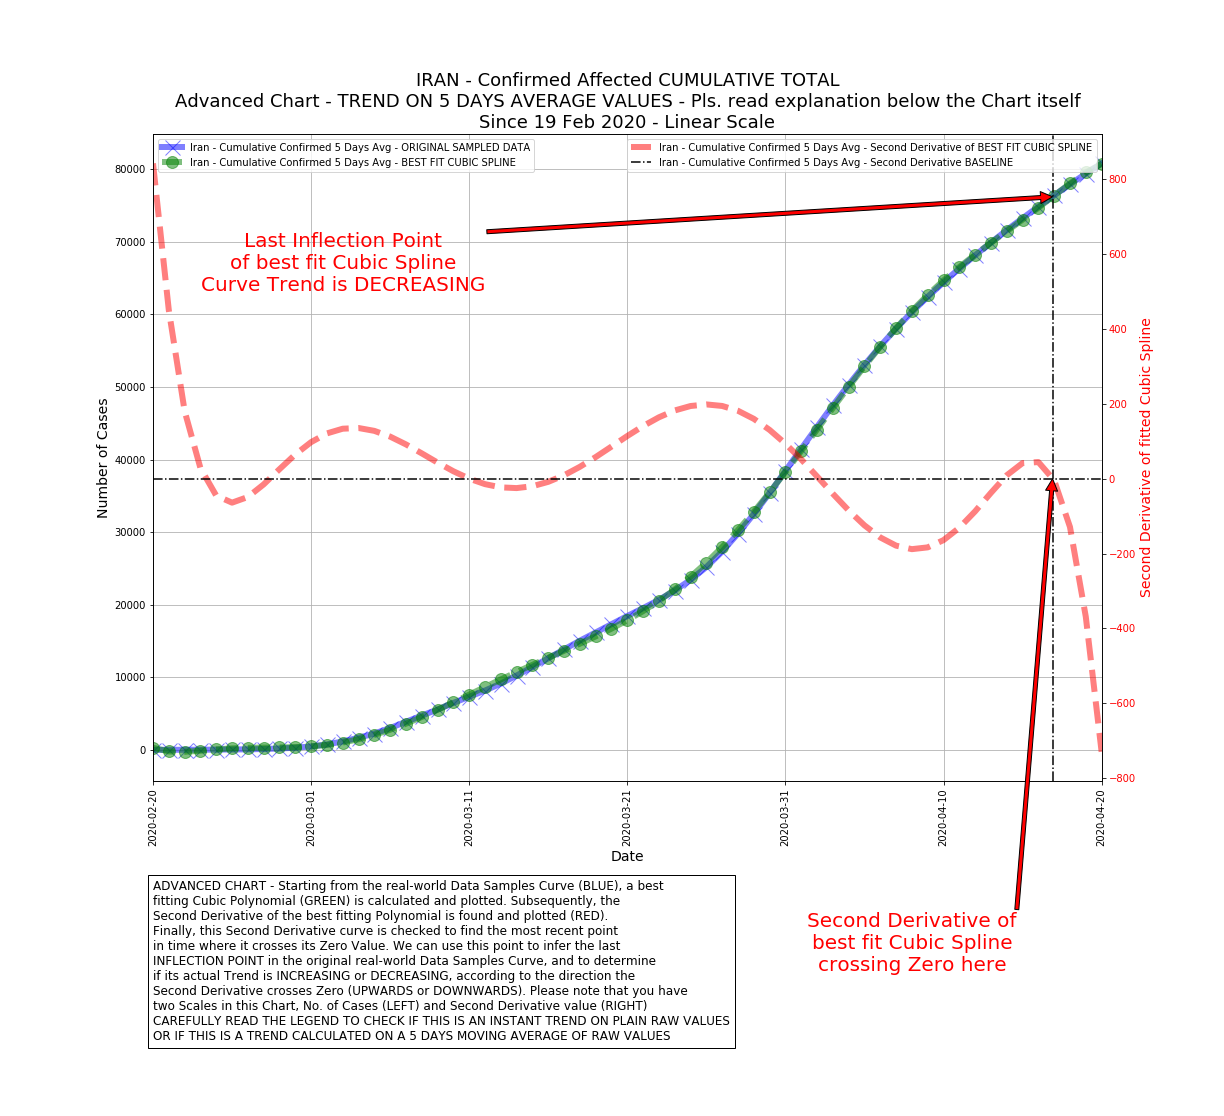 IRAN - Confirmed Affected CUMULATIVE TOTAL
Advanced Chart - TREND ON 5 DAYS AVERAGE VALUES - Pls. read explanation below the Chart itself
Since 19 Feb 2020 - Linear Scale
Iran - Cumulative Confirmed 5 Days Avg - ORIGINAL SAMPLED DATA
Iran - Cumulative Confirmed 5 Days Avg - BEST FIT CUBIC SPLINE
Iran - Cumulative Confirmed 5 Days Avg - Second Derivative of BEST FIT CUBIC SPLINE
Iran - Cumulative Confirmed 5 Days Avg - Second Derivative BASELINE
Last Inflection Point
of best fit Cubic Spline
Curve Trend is DECREASING
Number of Cases
80000
70000
60000
50000
40000
30000
20000
10000
0
800
600
400
200
0
−200
−400
−600
−800
Second Derivative of fitted Cubic Spline
2020-02-20
2020-03-01
2020-03-11
2020-03-21
2020-03-31
2020-04-10
2020-04-20
Date
ADVANCED CHART - Starting from the real-world Data Samples Curve (BLUE), a best
fitting Cubic Polynomial (GREEN) is calculated and plotted. Subsequently, the
Second Derivative of the best fitting Polynomial is found and plotted (RED).
Finally, this Second Derivative curve is checked to find the most recent point
in time where it crosses its Zero Value. We can use this point to infer the last
INFLECTION POINT in the original real-world Data Samples Curve, and to determine
if its actual Trend is INCREASING or DECREASING, according to the direction the
Second Derivative crosses Zero (UPWARDS or DOWNWARDS). Please note that you have
two Scales in this Chart, No. of Cases (LEFT) and Second Derivative value (RIGHT)
CAREFULLY READ THE LEGEND TO CHECK IF THIS IS AN INSTANT TREND ON PLAIN RAW VALUES
OR IF THIS IS A TREND CALCULATED ON A 5 DAYS MOVING AVERAGE OF RAW VALUES
Second Derivative of
best fit Cubic Spline
crossing Zero here